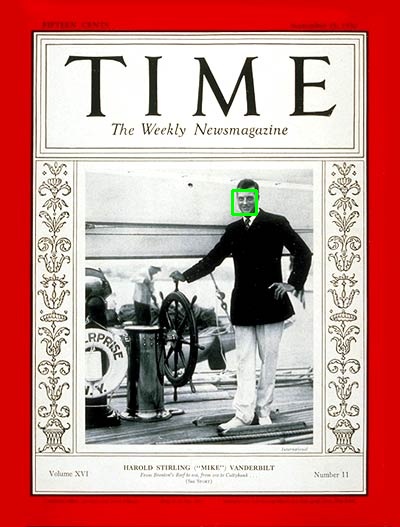 FIFTEEN CENTS September 15, 1930
TIME
The Weekly Newsmagazine
ERPRISE
N.Y.
International
HAROLD STIRLING ("MIKE") VANDERBILT
From Brenton's Reef to sea, from sea to Cuttyhunk . .
(See SPORT)
Volume XVI Number 11